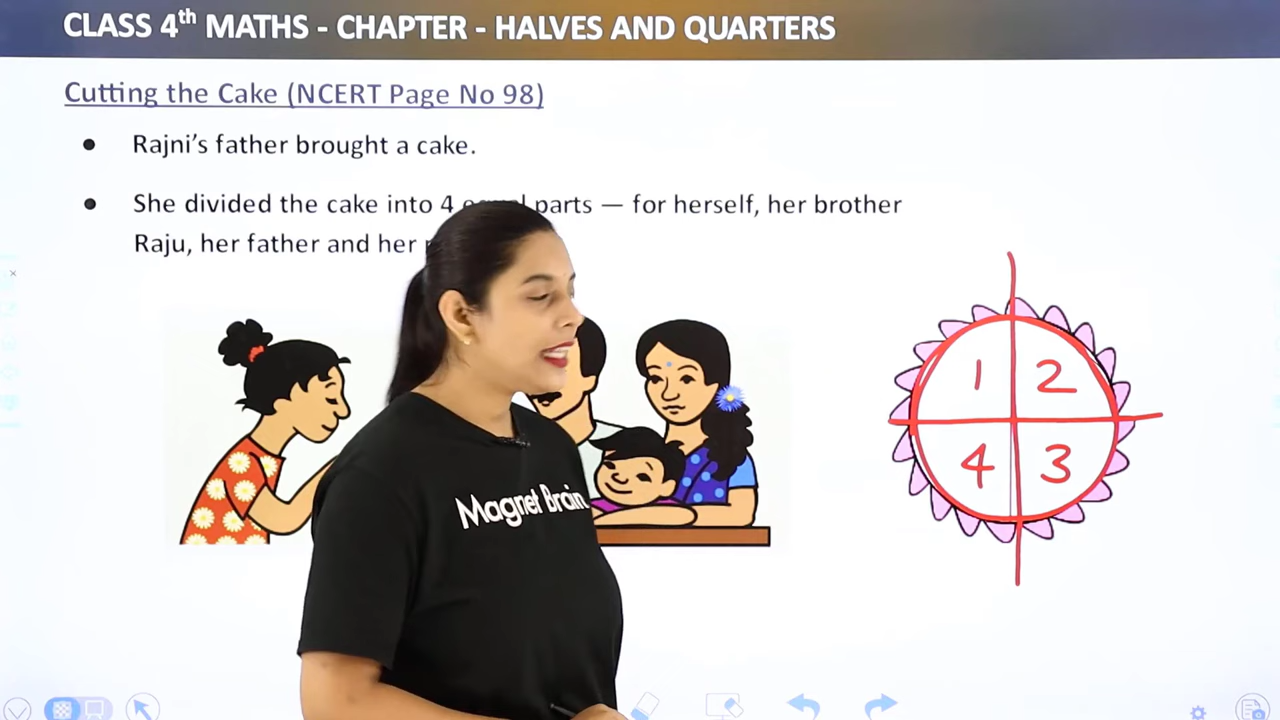 CLASS 4th MATHS - CHAPTER - HALVES AND QUARTERS
Cutting the Cake (NCERT Page No 98)
• Rajni’s father brought a cake.
• She divided the cake into 4 equal parts — for herself, her brother
Raju, her father and her
1 2
4 3
Magnet Brain